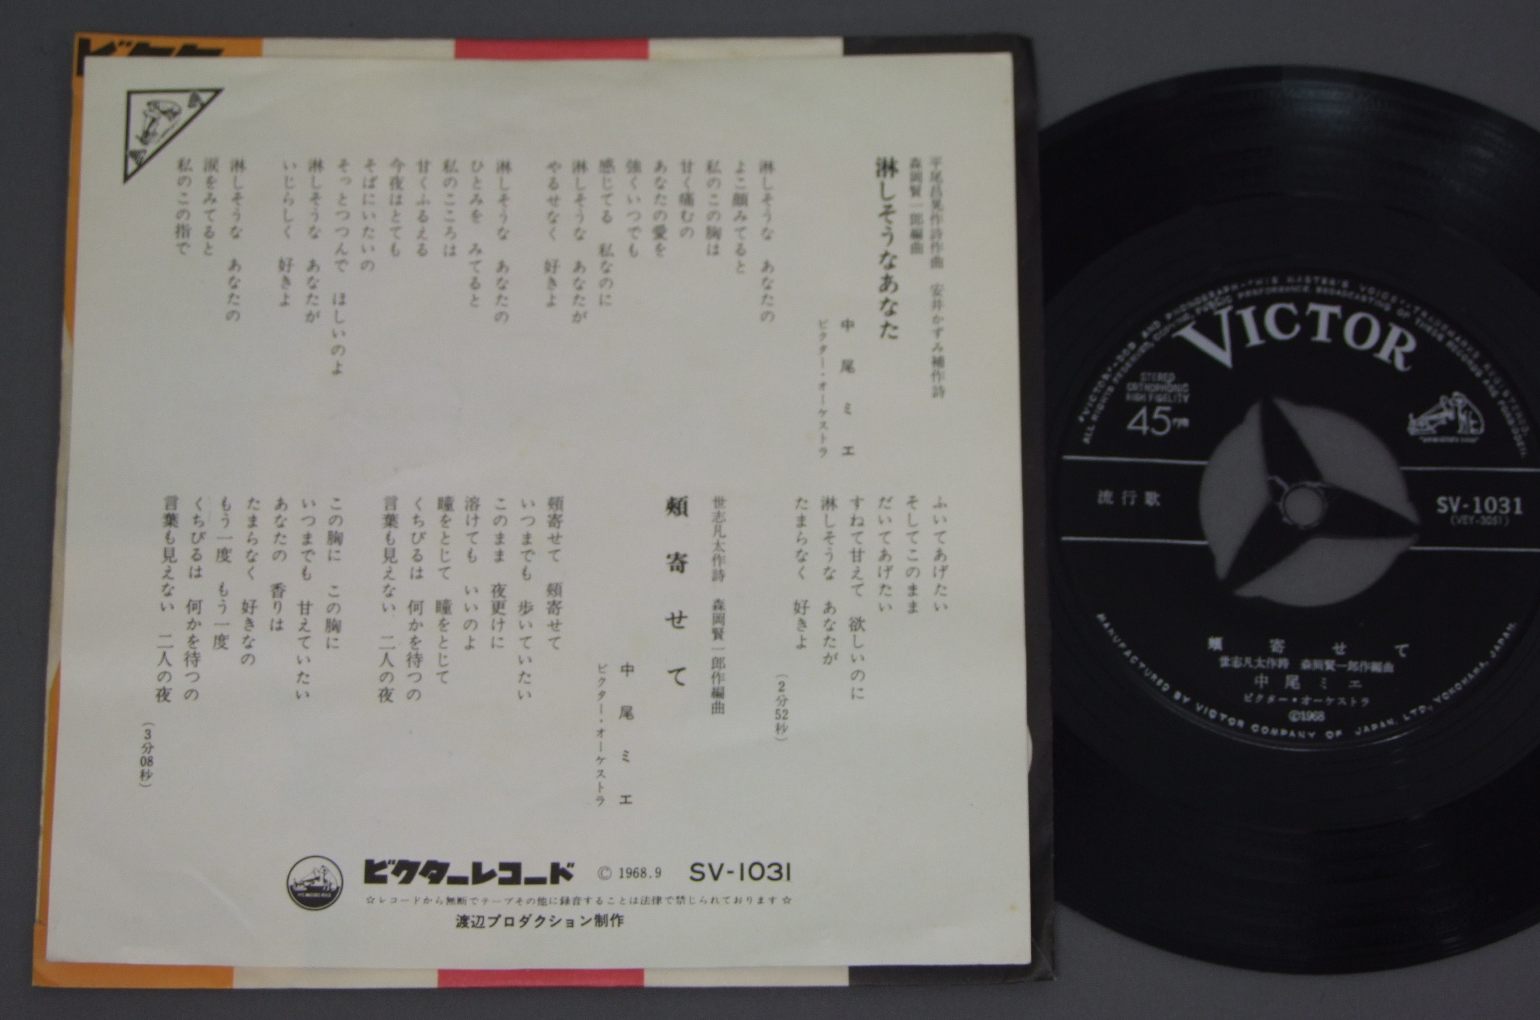 平尾昌晃作詩作曲 安井かずみ補作詩
森岡賢一郎編曲
淋しそうなあなた
中尾ミエ
ビクター・オーケストラ
淋しそうな あなたの
よこ顔みてると
私のこの胸は
甘く痛むの
あなたの愛を
強くいつでも
感じてる 私なのに
淋しそうな あなたが
やるせなく 好きよ
淋しそうな あなたの
ひとみを みてると
私のこころは
甘くふるえる
今夜はとても
そばにいたいの
そっとつつんで ほしいのよ
淋しそうな あなたが
いじらしく 好きよ
淋しそうな あなたの
涙をみてると
私のこの指で
ふいてあげたい
そしてこのまま
だいてあげたい
すねて甘えて 欲しいのに
淋しそうな あなたが
たまらなく 好きよ
(2分52秒)
世志凡太作詩 森岡賢一郎作編曲
頰寄せて
中尾ミエ
ビクター・オーケストラ
頰寄せて 頰寄せて
いつまでも 歩いていたい
このまま 夜更けに
溶けても いいのよ
瞳をとじて 瞳をとじて
くちびるは 何かを待つの
言葉も見えない 二人の夜
この胸に この胸に
いつまでも 甘えていたい
あなたの 香りは
たまらなく 好きなの
もう一度 もう一度
くちびるは 何かを待つの
言葉も見えない 二人の夜
(3分08秒)
ビクターレコード © 1968.9 SV-1031
☆レコードから無断でテープその他に録音することは法律で禁じられております☆
渡辺プロダクション制作
VICTOR
STEREO
ORTHOPHONIC
HIGH FIDELITY
45rpm
"HIS MASTER'S VOICE"
流行歌
SV-1031
(VEY-3051)
頰寄せて
世志凡太作詩 森岡賢一郎作編曲
中尾ミエ
ビクター・オーケストラ
©1968
MANUFACTURED BY VICTOR COMPANY OF JAPAN, LTD., YOKOHAMA, JAPAN.